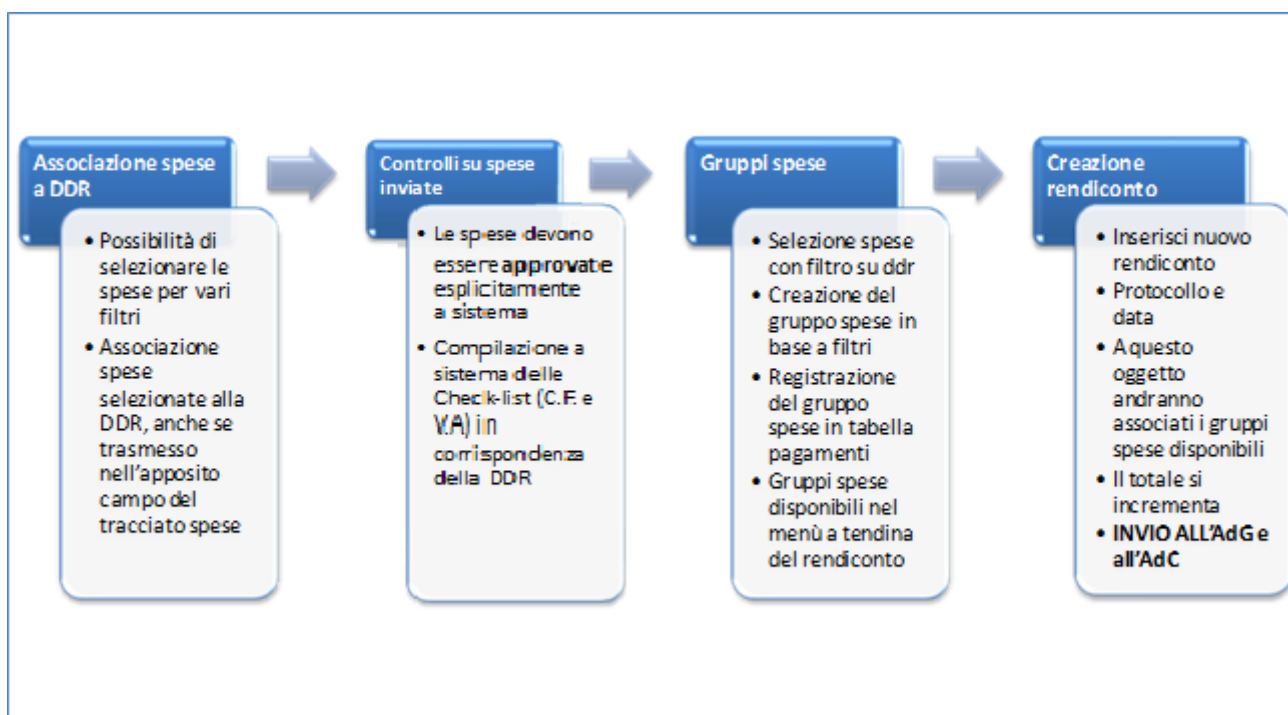 Associazione spese
a DDR
• Possibilità di
selezionare le
spese per vari
filtri
• Associazione
spese
selezionate alla
DDR, anche se
trasmesso
nell'apposito
campo del
tracciato spese
Controlli su spese
inviate
• Le spese devono
essere approvate
esplicitamente
a sistema
• Compilazione a
sistema delle
Check-list (C.F. e
V.A) in
corrispondenza
della DDR
Gruppi spese
• Selezione spese
con filtro su ddr
• Creazione del
gruppo spese in
base a filtri
• Registrazione
del gruppo
spese in tabella
pagamenti
• Gruppi spese
disponibili nel
menù a tendina
del rendiconto
Creazione
rendiconto
• Inserisci nuovo
rendiconto
• Protocollo e
data
• A questo
oggetto
andranno
associati i gruppi
spese disponibili
• Il totale si
incrementa
• INVIO ALL'AdG e
all'AdC